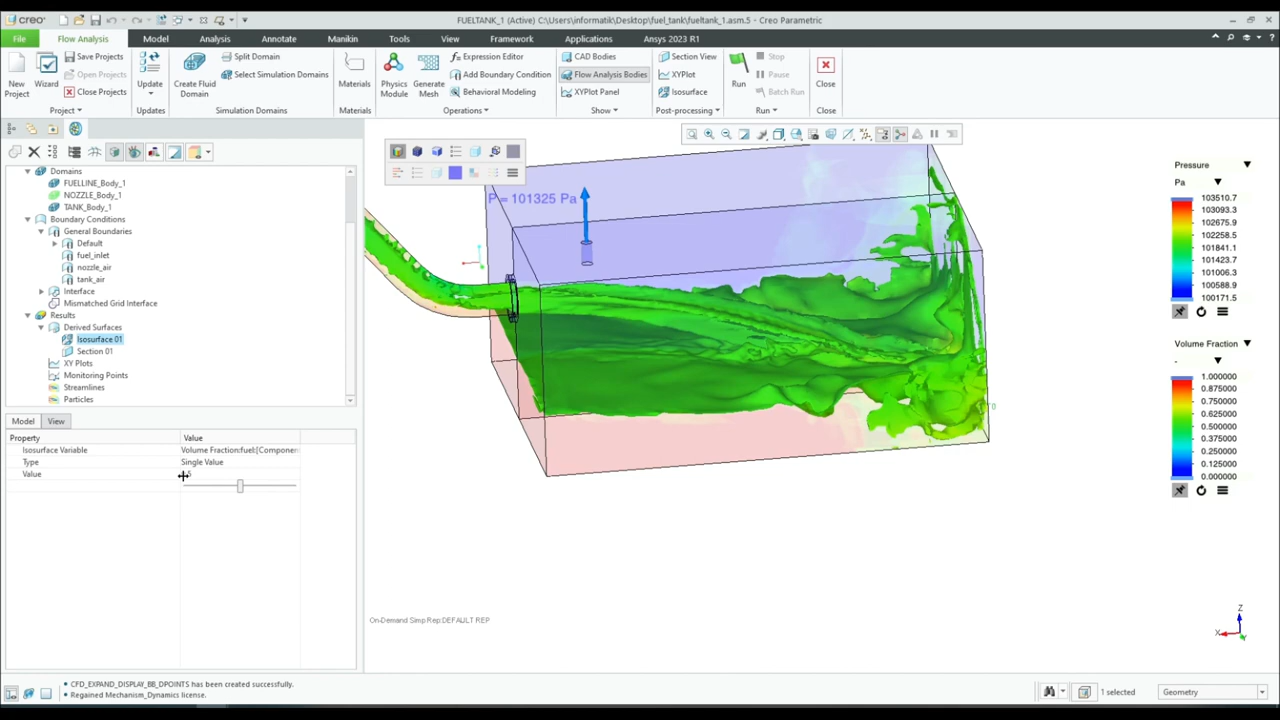 creo
FUELTANK_1 (Active) C:\Users\informatik\Desktop\fuel_tank\fueltank_1.asm.5 - Creo Parametric
File Flow Analysis Model Analysis Annotate Manikin Tools View Framework Applications Ansys 2023 R1
New Project
Wizard
Save Projects
Open Projects
Close Projects
Project
Update
Updates
Create Fluid Domain
Split Domain
Select Simulation Domains
Simulation Domains
Materials
Materials
Physics Module
Generate Mesh
Expression Editor
Add Boundary Condition
Behavioral Modeling
Operations
CAD Bodies
Flow Analysis Bodies
XYPlot Panel
Show
Section View
XYPlot
Isosurface
Post-processing
Run
Stop
Pause
Batch Run
Run
Close
Close
Domains
FUELLINE_Body_1
NOZZLE_Body_1
TANK_Body_1
Boundary Conditions
General Boundaries
Default
fuel_inlet
nozzle_air
tank_air
Interface
Mismatched Grid Interface
Results
Derived Surfaces
Isosurface 01
Section 01
XY Plots
Monitoring Points
Streamlines
Particles
Model View
Property Value
Isosurface Variable Volume Fraction:fuel:[Componen
Type Single Value
Value
P = 101325 Pa
Pressure
Pa
103510.7
103093.3
102675.9
102258.5
101841.1
101423.7
101006.3
100588.9
100171.5
Volume Fraction
-
1.000000
0.875000
0.750000
0.625000
0.500000
0.375000
0.250000
0.125000
0.000000
On-Demand Simp Rep:DEFAULT REP
Z
X
Y
• CFD_EXPAND_DISPLAY_BB_DPOINTS has been created successfully.
• Regained Mechanism_Dynamics license.
1 selected
Geometry